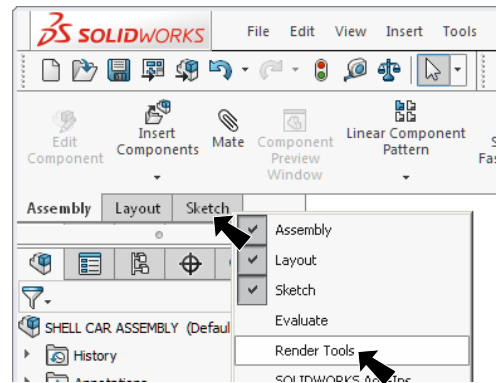 SOLIDWORKS File Edit View Insert Tools
Edit Component
Insert Components
Mate
Component Preview Window
Linear Component Pattern
Assembly Layout Sketch
Assembly
Layout
Sketch
Evaluate
Render Tools
SHELL CAR ASSEMBLY (Defaul
History